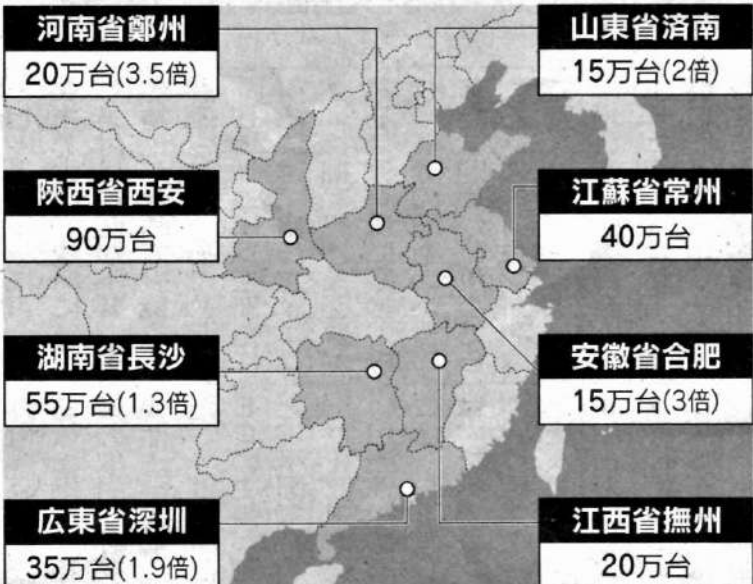 河南省鄭州
20万台(3.5倍)
山東省済南
15万台(2倍)
陝西省西安
90万台
江蘇省常州
40万台
湖南省長沙
55万台(1.3倍)
安徽省合肥
15万台(3倍)
広東省深圳
35万台(1.9倍)
江西省撫州
20万台